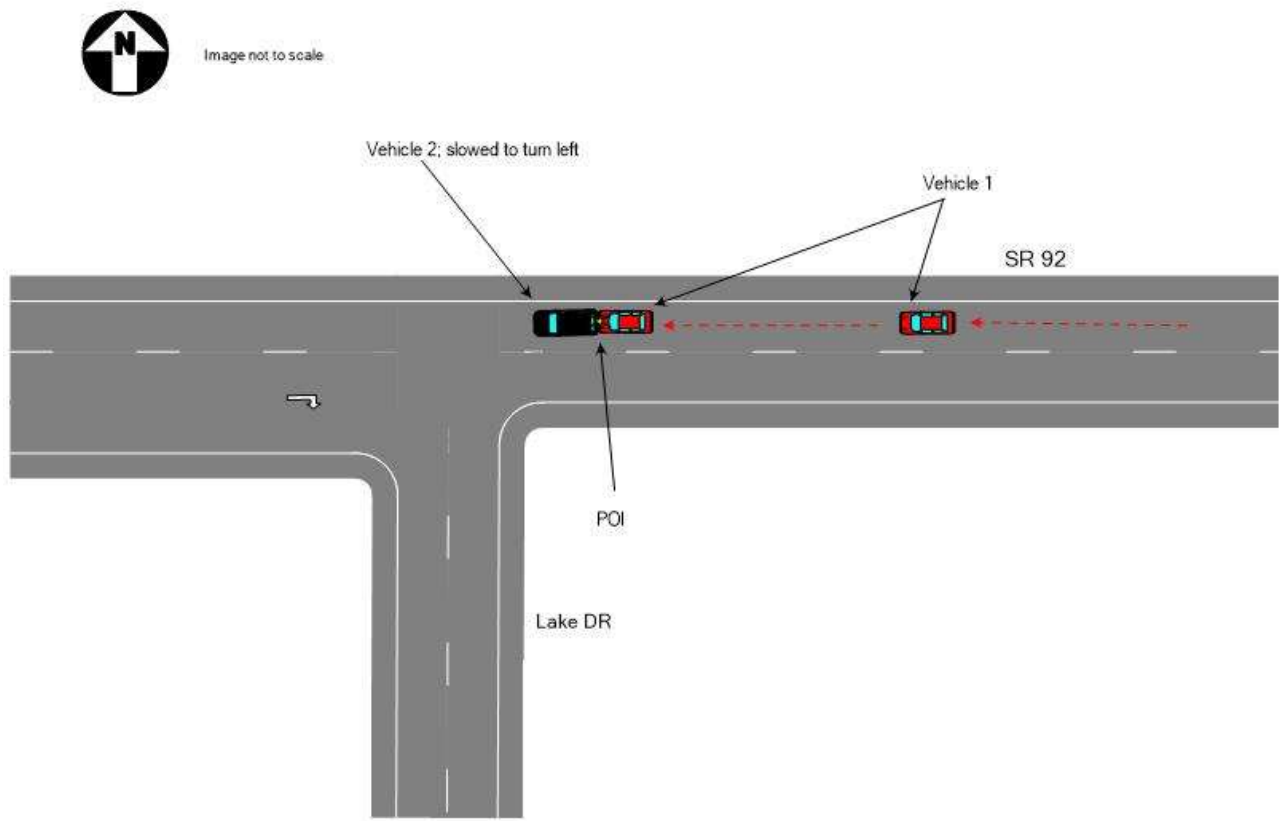 N
Image not to scale
Vehicle 2; slowed to turn left
Vehicle 1
SR 92
POI
Lake DR